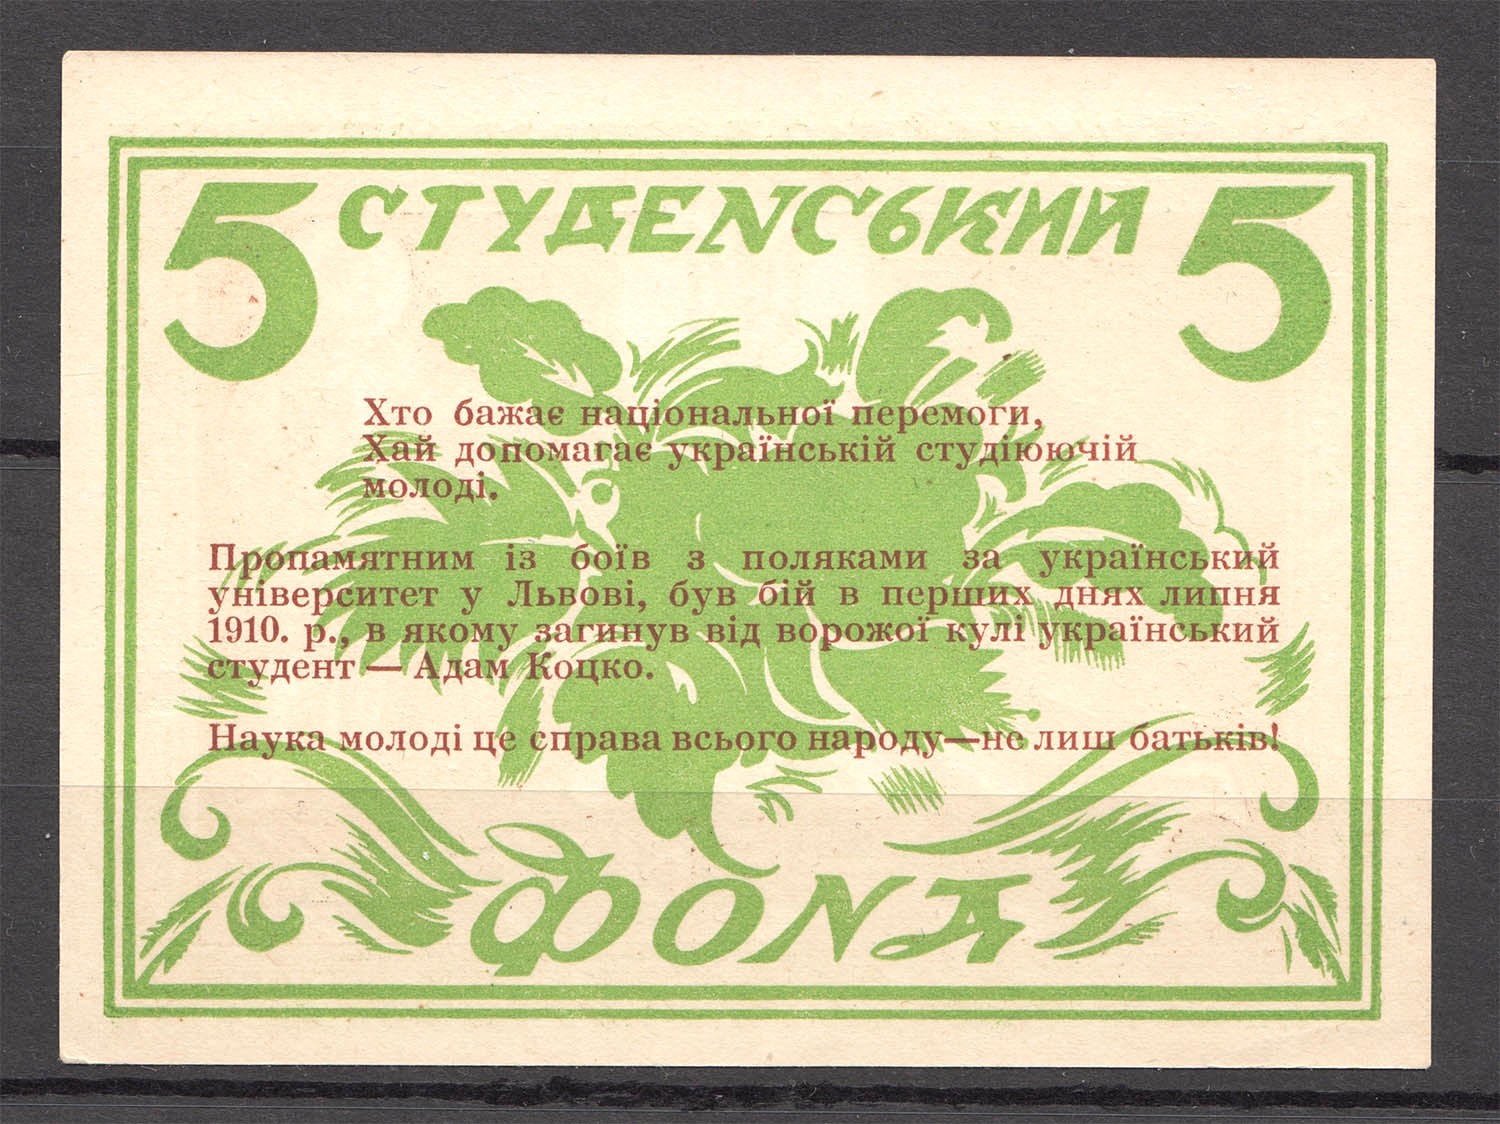 5 СТУДЕНСЬКИЙ 5
Хто бажає національної перемоги,
Хай допомагає українській студіюючій
молоді.
Пропамятним із боїв з поляками за український
університет у Львові, був бій в перших днях липня
1910. р., в якому загинув від ворожої кулі український
студент — Адам Коцко.
Наука молоді це справа всього народу—не лиш батьків!
ФОНД